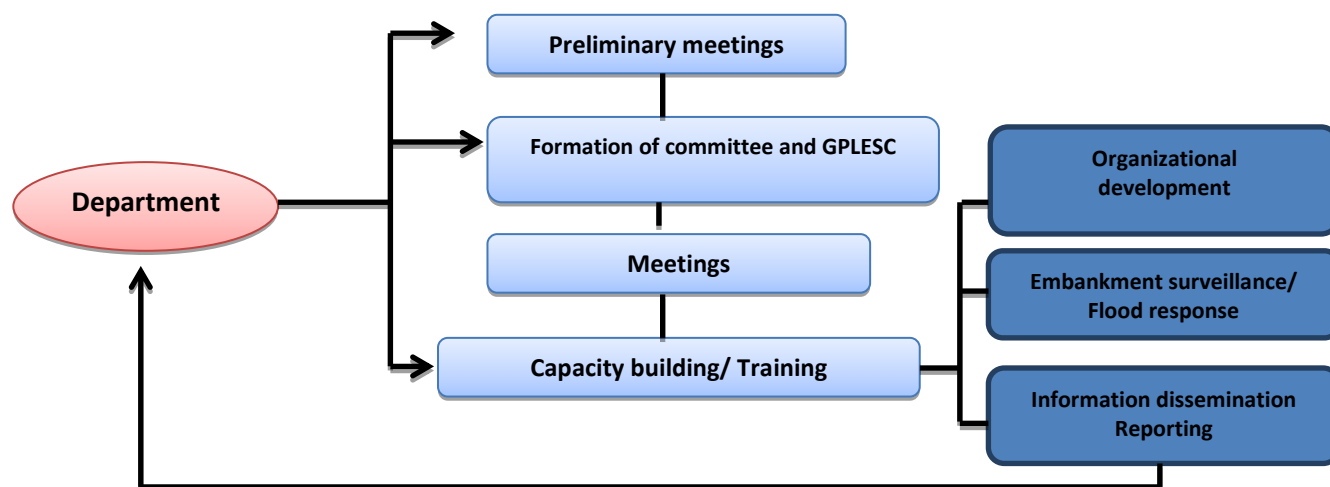 Preliminary meetings
Formation of committee and GPLESC
Department
Meetings
Capacity building/ Training
Organizational
development
Embankment surveillance/
Flood response
Information dissemination
Reporting